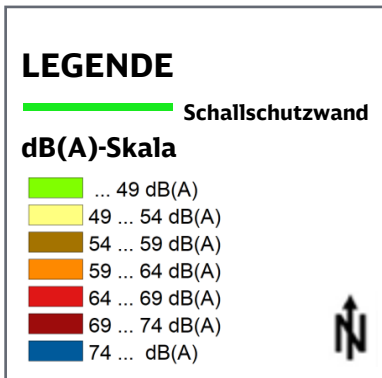 LEGENDE
Schallschutzwand
dB(A)-Skala
... 49 dB(A)
49 ... 54 dB(A)
54 ... 59 dB(A)
59 ... 64 dB(A)
64 ... 69 dB(A)
69 ... 74 dB(A)
74 ... dB(A)
N